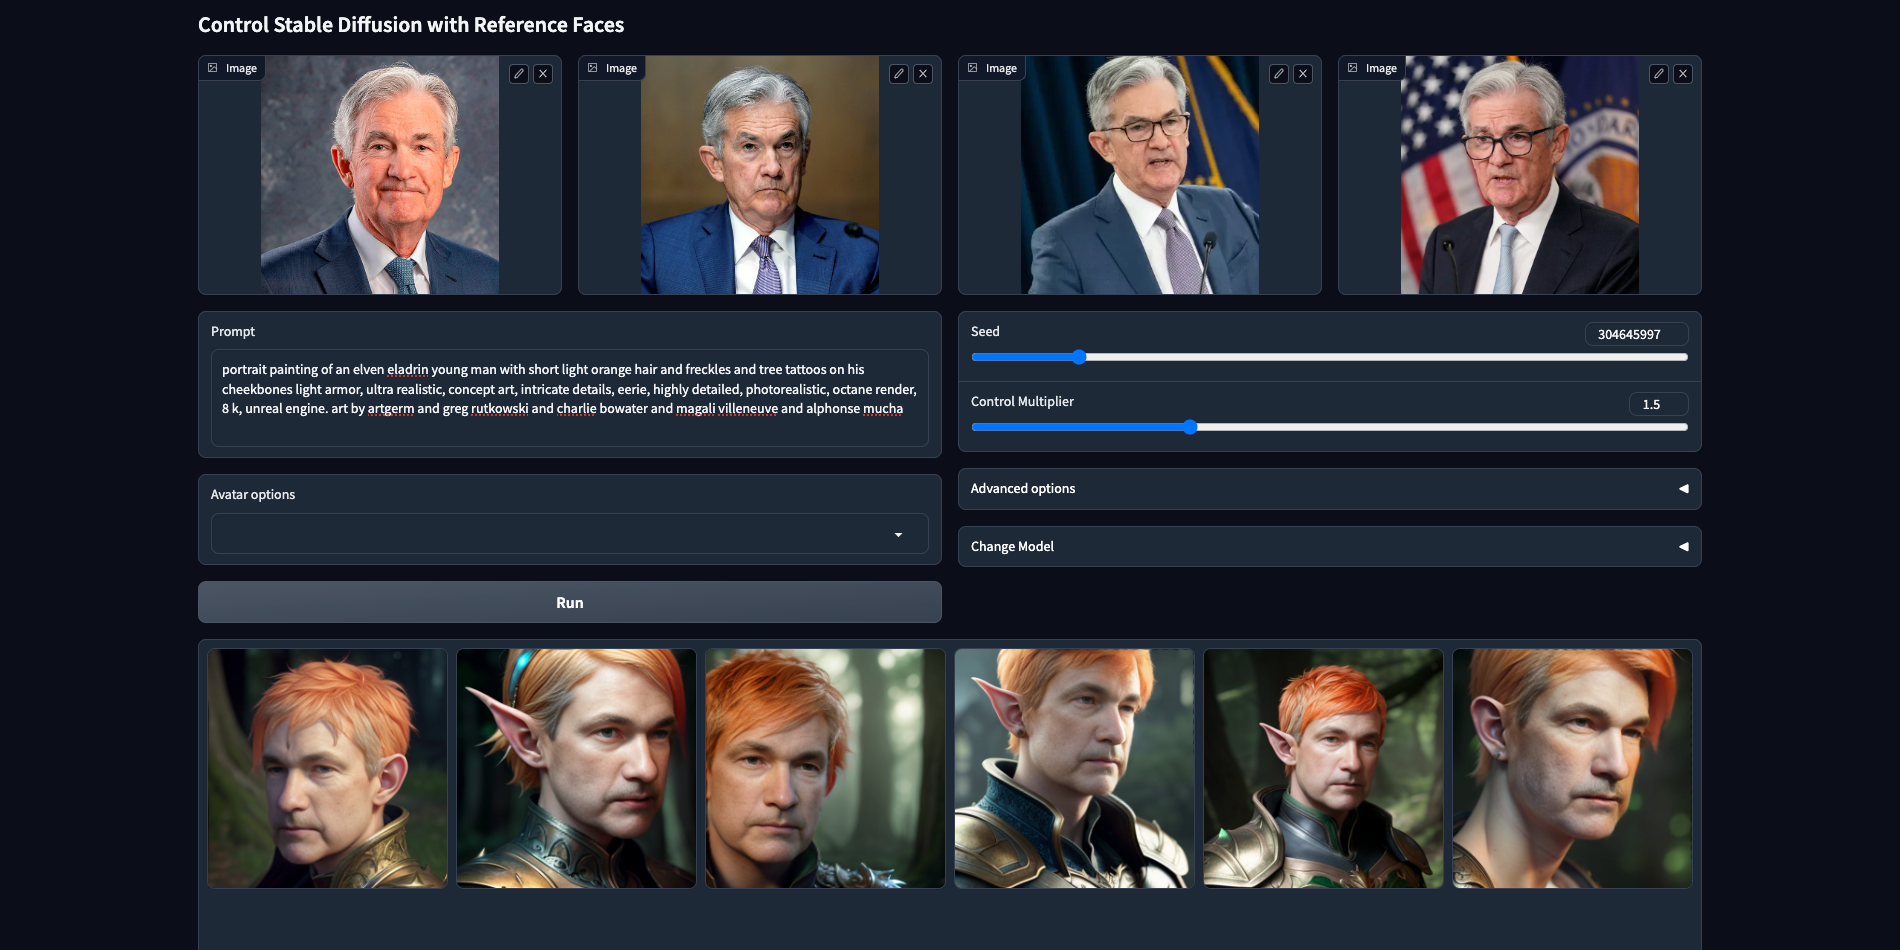 Control Stable Diffusion with Reference Faces
Image
Image
Image
Image
Prompt
portrait painting of an elven eladrin young man with short light orange hair and freckles and tree tattoos on his
cheekbones light armor, ultra realistic, concept art, intricate details, eerie, highly detailed, photorealistic, octane render,
8 k, unreal engine. art by artgerm and greg rutkowski and charlie bowater and magali villeneuve and alphonse mucha
Seed
304645997
Control Multiplier
1.5
Avatar options
Advanced options
Change Model
Run